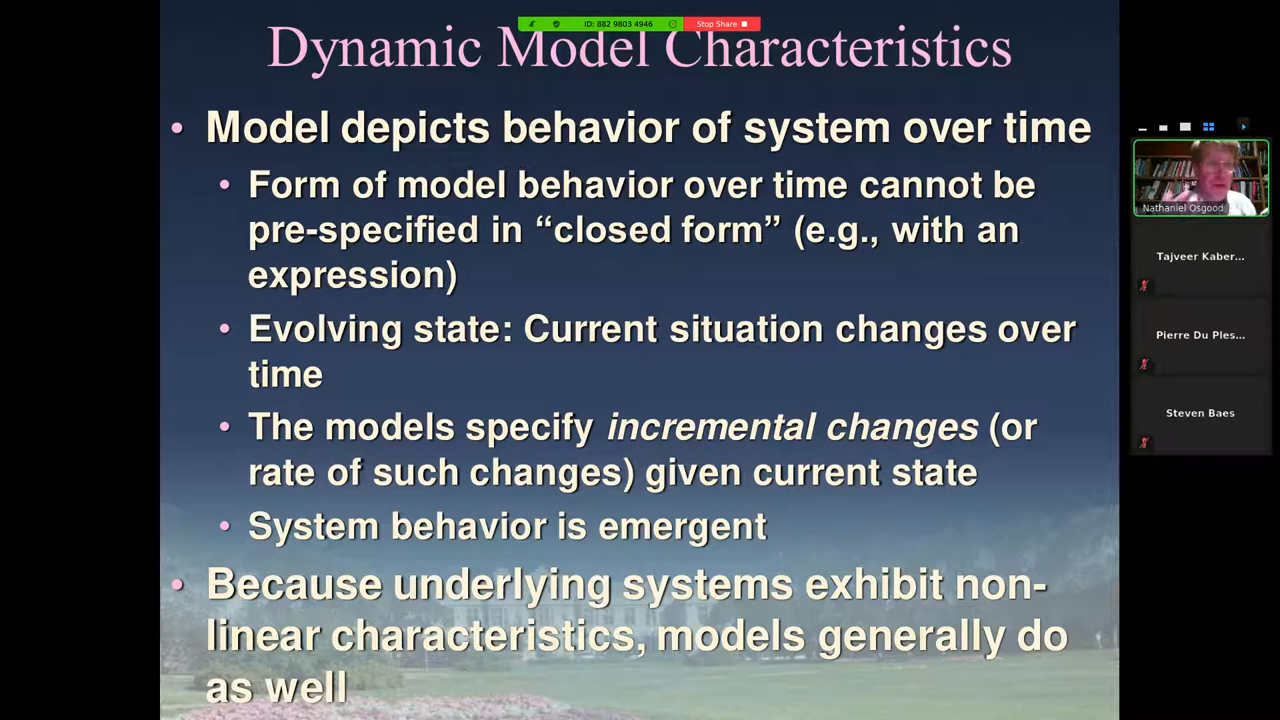 ID: 882 9803 4946
Stop Share
Dynamic Model Characteristics
• Model depicts behavior of system over time
• Form of model behavior over time cannot be
pre-specified in “closed form” (e.g., with an
expression)
• Evolving state: Current situation changes over
time
• The models specify incremental changes (or
rate of such changes) given current state
• System behavior is emergent
• Because underlying systems exhibit non-
linear characteristics, models generally do
as well
Nathaniel Osgood
Tajveer Kaber...
Pierre Du Ples...
Steven Baes